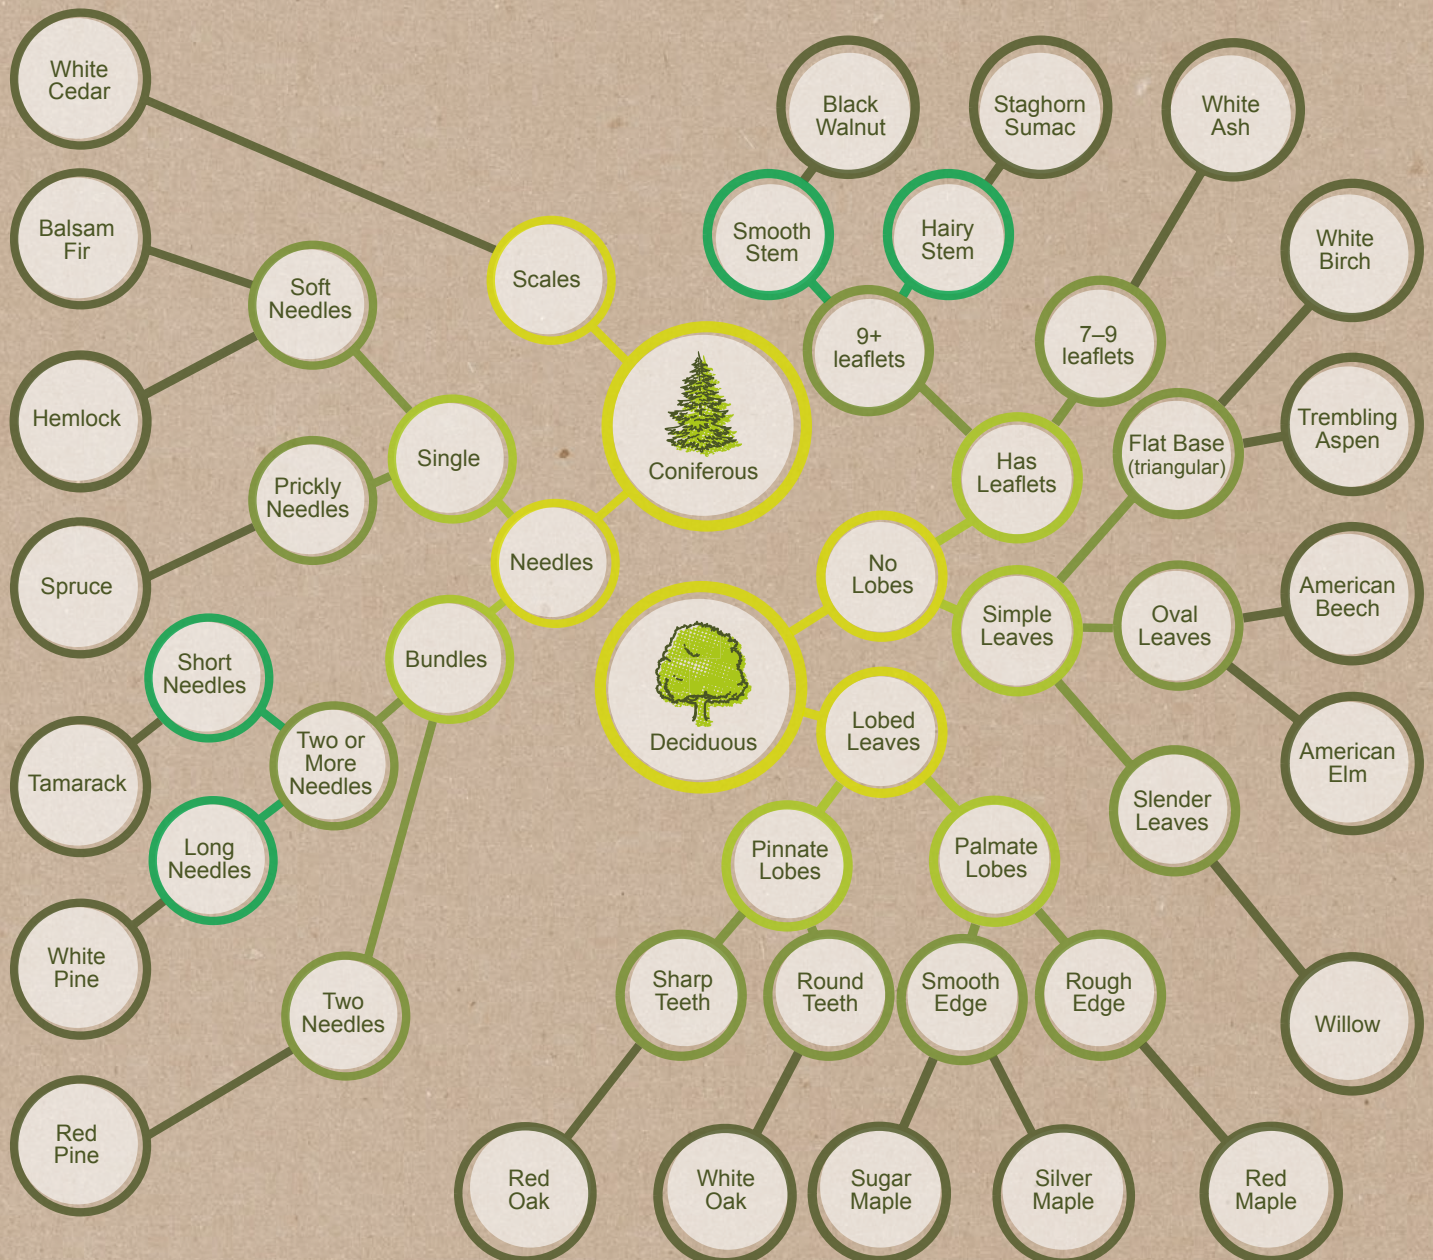 White
Cedar
Balsam
Fir
Hemlock
Spruce
Tamarack
White
Pine
Red
Pine
Soft
Needles
Prickly
Needles
Short
Needles
Long
Needles
Two or
More
Needles
Two
Needles
Single
Bundles
Scales
Needles
Coniferous
Deciduous
Black
Walnut
Staghorn
Sumac
White
Ash
Smooth
Stem
Hairy
Stem
9+
leaflets
7–9
leaflets
Has
Leaflets
No
Lobes
Simple
Leaves
Flat Base
(triangular)
Oval
Leaves
Slender
Leaves
White
Birch
Trembling
Aspen
American
Beech
American
Elm
Willow
Lobed
Leaves
Pinnate
Lobes
Palmate
Lobes
Sharp
Teeth
Round
Teeth
Smooth
Edge
Rough
Edge
Red
Oak
White
Oak
Sugar
Maple
Silver
Maple
Red
Maple